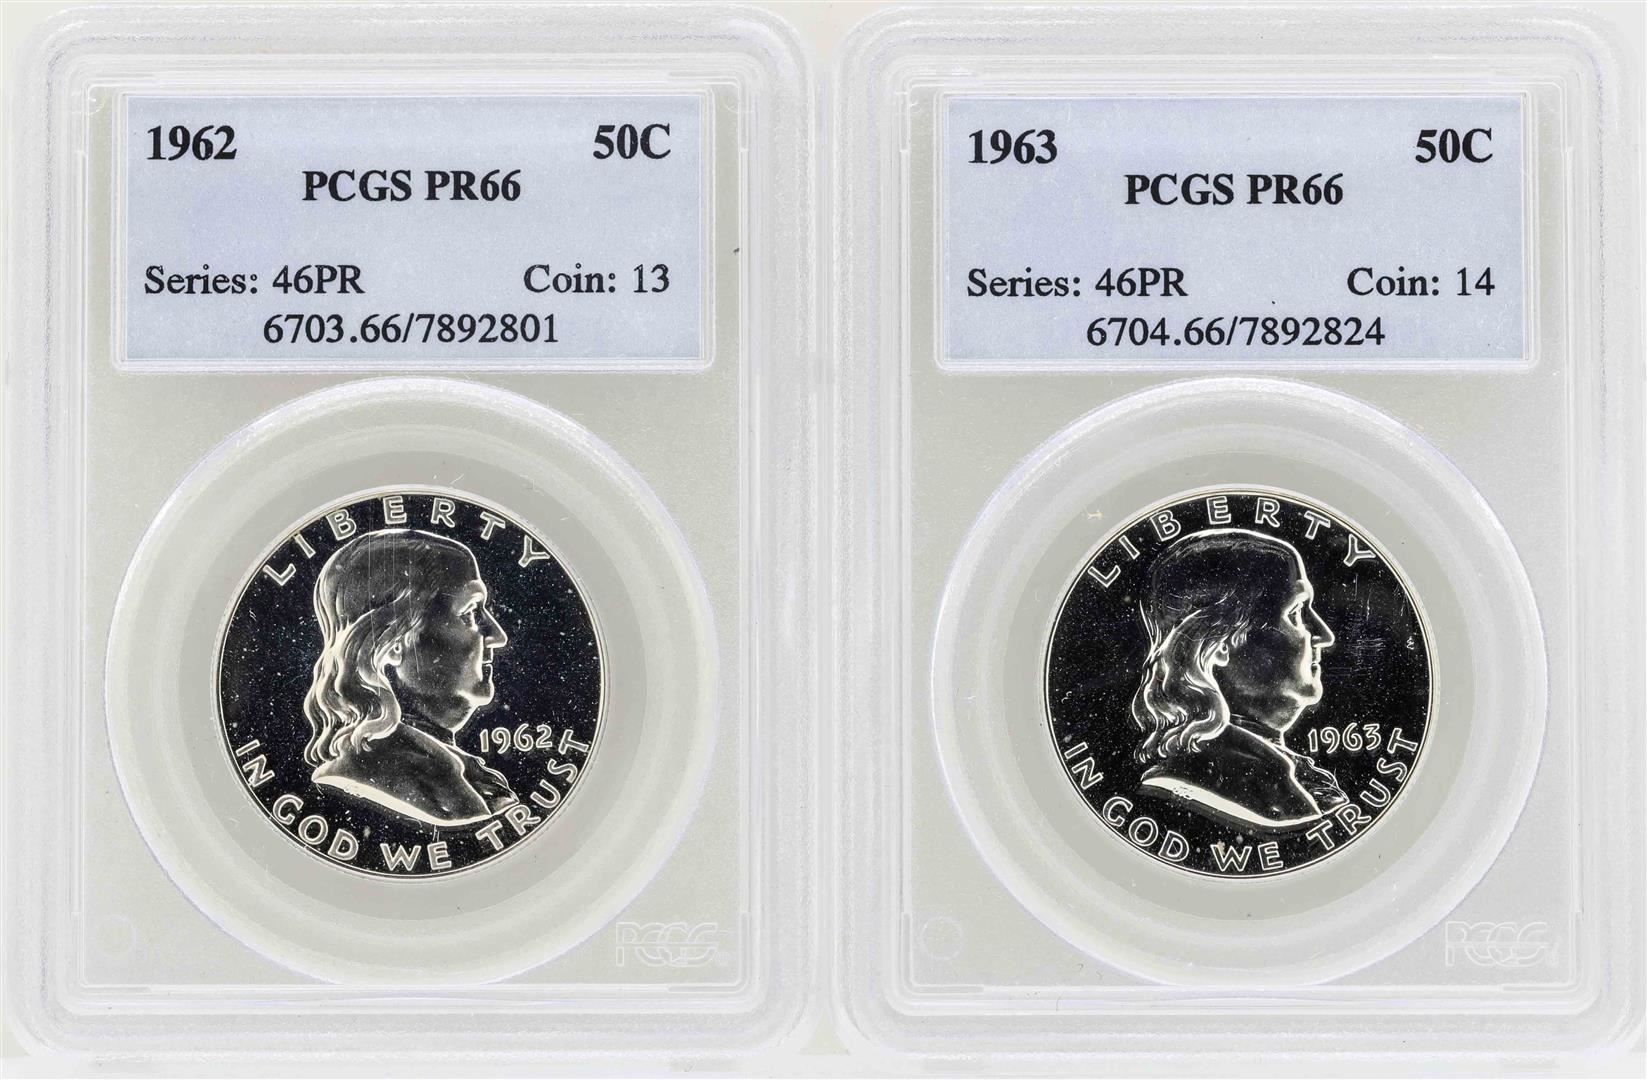 1962 50C
PCGS PR66
Series: 46PR Coin: 13
6703.66/7892801
LIBERTY
1962
IN GOD WE TRUST
PCGS
1963 50C
PCGS PR66
Series: 46PR Coin: 14
6704.66/7892824
LIBERTY
1963
IN GOD WE TRUST
PCGS